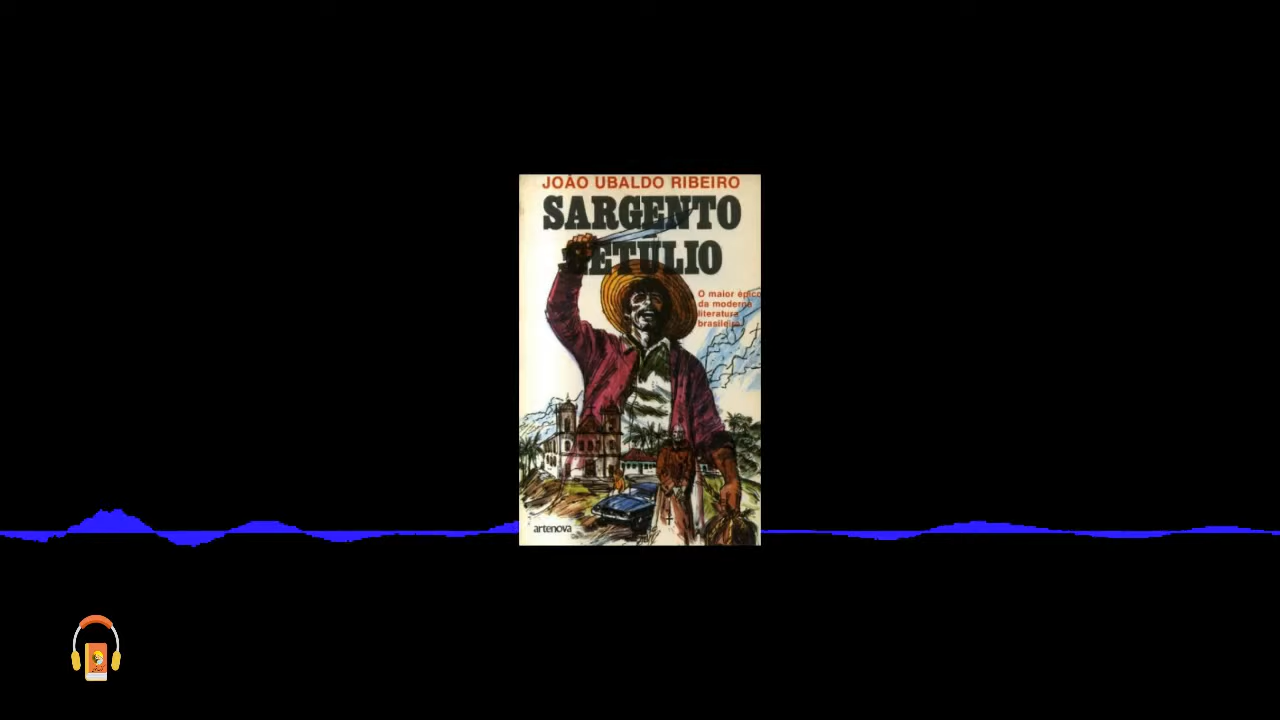 JOÃO UBALDO RIBEIRO
SARGENTO
GETÚLIO
O maior épico
da moderna
literatura
brasileira
artenova